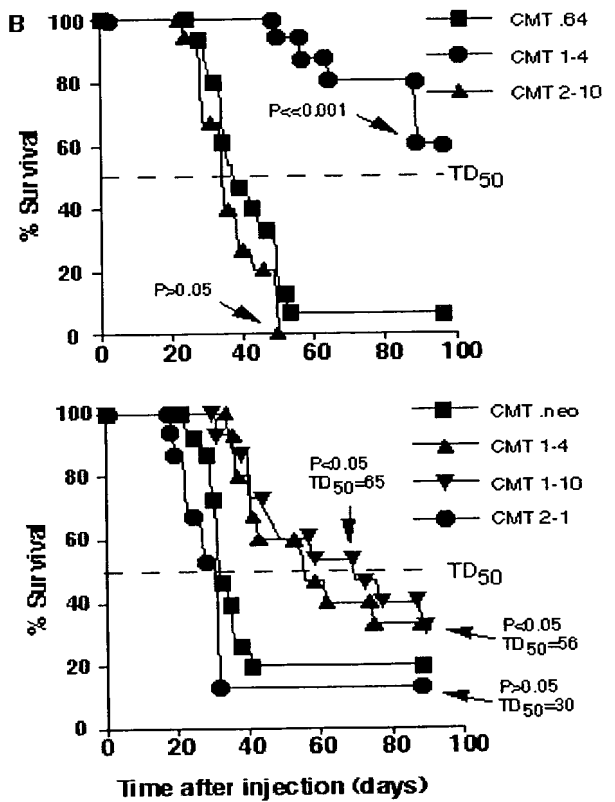 B
CMT .64
CMT 1-4
CMT 2-10
100
80
60
40
20
0
% Survival
P<<0.001
TD50
P>0.05
0 20 40 60 80 100
CMT .neo
CMT 1-4
CMT 1-10
CMT 2-1
100
80
60
40
20
0
% Survival
P<0.05
TD50=65
TD50
P<0.05
TD50=56
P>0.05
TD50=30
0 20 40 60 80 100
Time after injection (days)